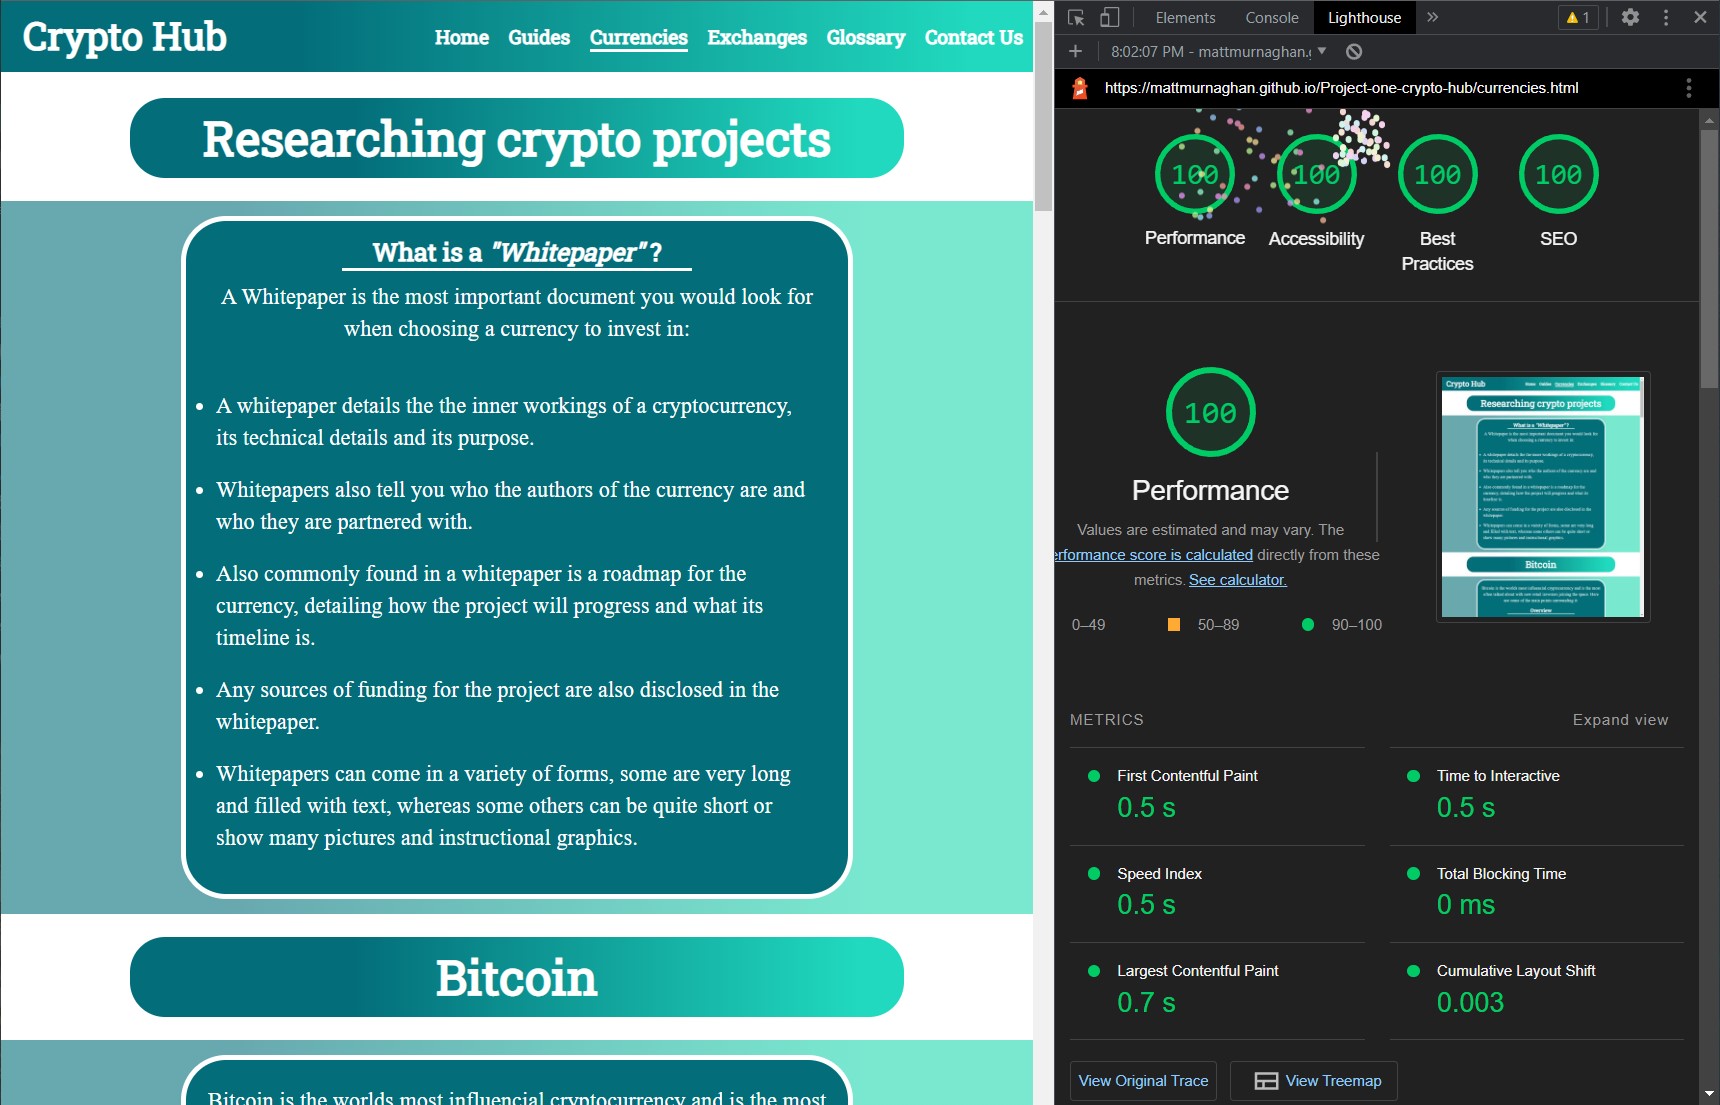 Crypto Hub
Home Guides Currencies Exchanges Glossary Contact Us
Researching crypto projects
What is a "Whitepaper"?
A Whitepaper is the most important document you would look for
when choosing a currency to invest in:
A whitepaper details the the inner workings of a cryptocurrency,
its technical details and its purpose.
Whitepapers also tell you who the authors of the currency are and
who they are partnered with.
Also commonly found in a whitepaper is a roadmap for the
currency, detailing how the project will progress and what its
timeline is.
Any sources of funding for the project are also disclosed in the
whitepaper.
Whitepapers can come in a variety of forms, some are very long
and filled with text, whereas some others can be quite short or
show many pictures and instructional graphics.
Bitcoin
Bitcoin is the worlds most influencial cryptocurrency and is the most
Elements Console Lighthouse 1
8:02:07 PM - mattmurnaghan.
https://mattmurnaghan.github.io/Project-one-crypto-hub/currencies.html
100 100 100 100
Performance Accessibility Best Practices SEO
100
Performance
Values are estimated and may vary. The
erformance score is calculated directly from these
metrics. See calculator.
0–49 50–89 90–100
Crypto Hub
Researching crypto projects
What is a "Whitepaper"?
Bitcoin
Overview
METRICS Expand view
First Contentful Paint
0.5 s
Time to Interactive
0.5 s
Speed Index
0.5 s
Total Blocking Time
0 ms
Largest Contentful Paint
0.7 s
Cumulative Layout Shift
0.003
View Original Trace View Treemap